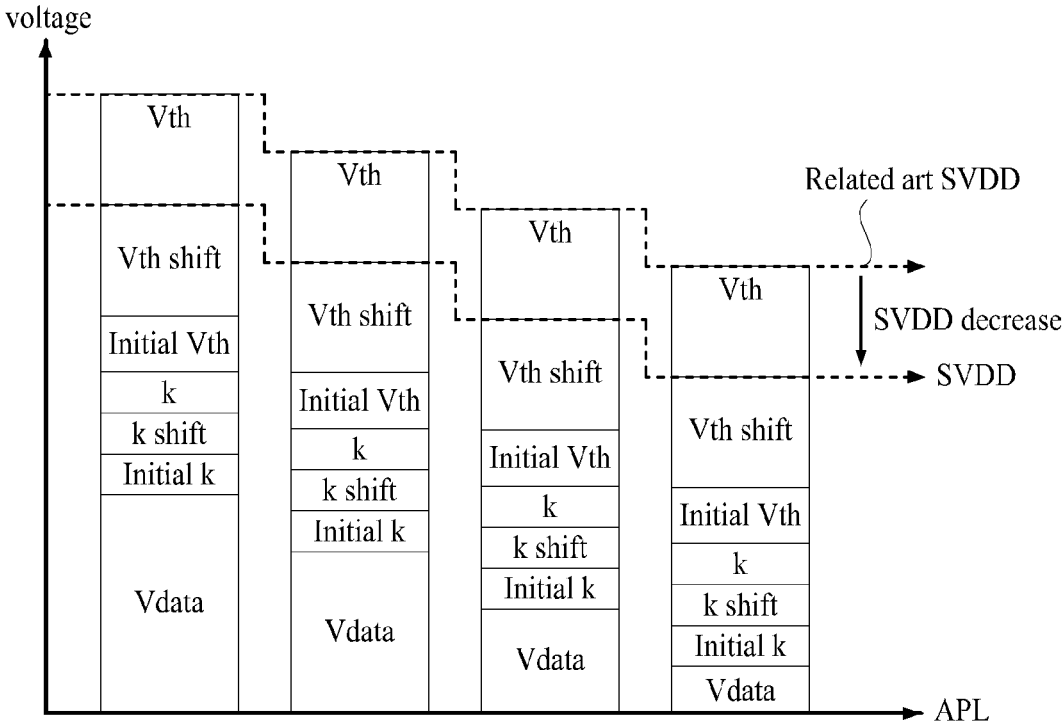 voltage
Vth
Vth shift
Initial Vth
k
k shift
Initial k
Vdata
Vth
Vth shift
Initial Vth
k
k shift
Initial k
Vdata
Vth
Vth shift
Initial Vth
k
k shift
Initial k
Vdata
Vth
Vth shift
Initial Vth
k
k shift
Initial k
Vdata
Related art SVDD
SVDD decrease
SVDD
APL